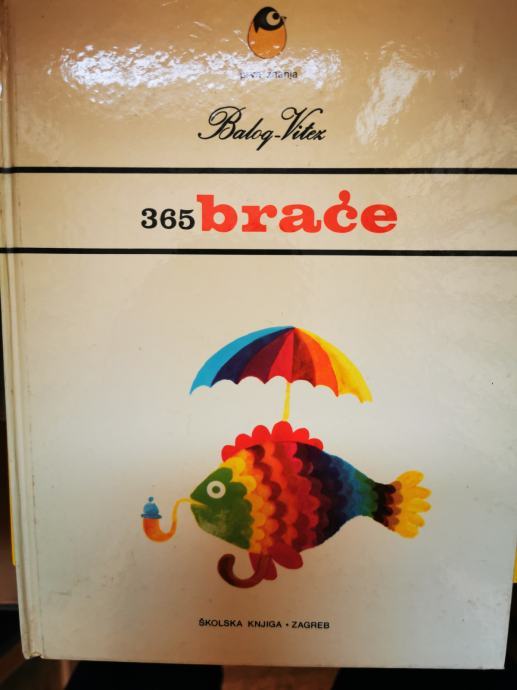 znanja
Balog-Vitez
365 braće
ŠKOLSKA KNJIGA • ZAGREB